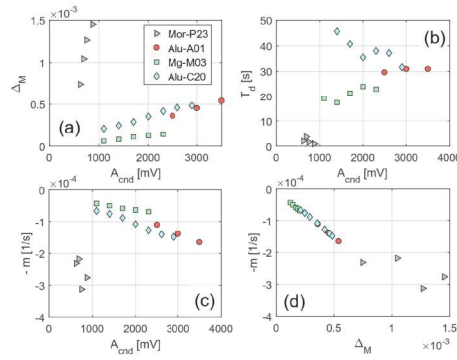 1.5 ×10⁻³
1
0.5
0
Δ_M
(a)
Mor-P23
Alu-A01
Mg-M03
Alu-C20
0 1000 2000 3000
A_cnd [mV]
50
40
30
20
10
0
T_d [s]
(b)
0 1000 2000 3000 4000
A_cnd [mV]
0 ×10⁻⁴
-1
-2
-3
-4
- m [1/s]
(c)
0 1000 2000 3000 4000
A_cnd [mV]
0 ×10⁻⁴
-1
-2
-3
-4
-m [1/s]
(d)
0 0.5 1 1.5
Δ_M ×10⁻³